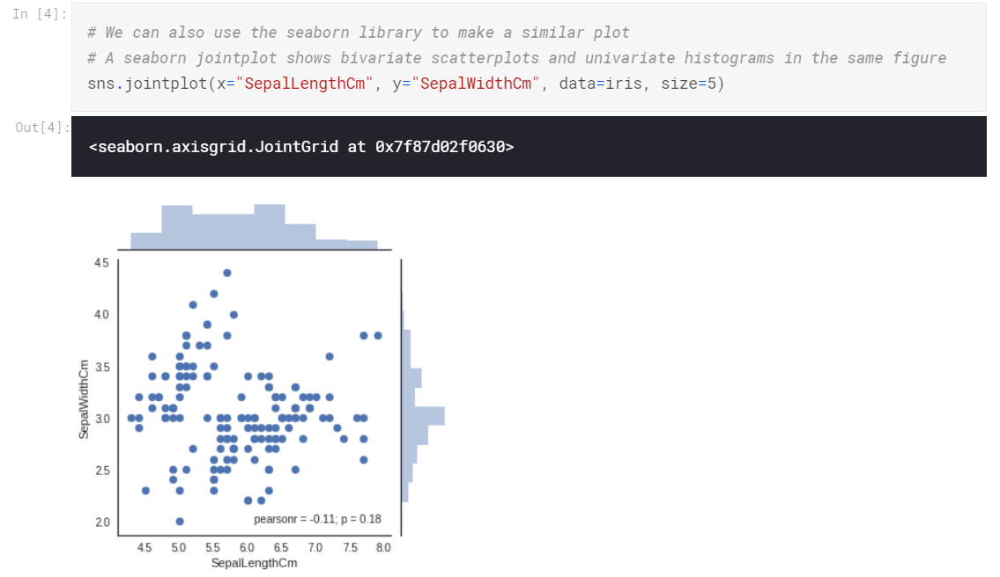 In [4]:
# We can also use the seaborn library to make a similar plot
# A seaborn jointplot shows bivariate scatterplots and univariate histograms in the same figure
sns.jointplot(x="SepalLengthCm", y="SepalWidthCm", data=iris, size=5)
Out[4]:
<seaborn.axisgrid.JointGrid at 0x7f87d02f0630>
4.5
4.0
3.5
3.0
2.5
2.0
SepalWidthCm
pearsonr = -0.11; p = 0.18
4.5 5.0 5.5 6.0 6.5 7.0 7.5 8.0
SepalLengthCm